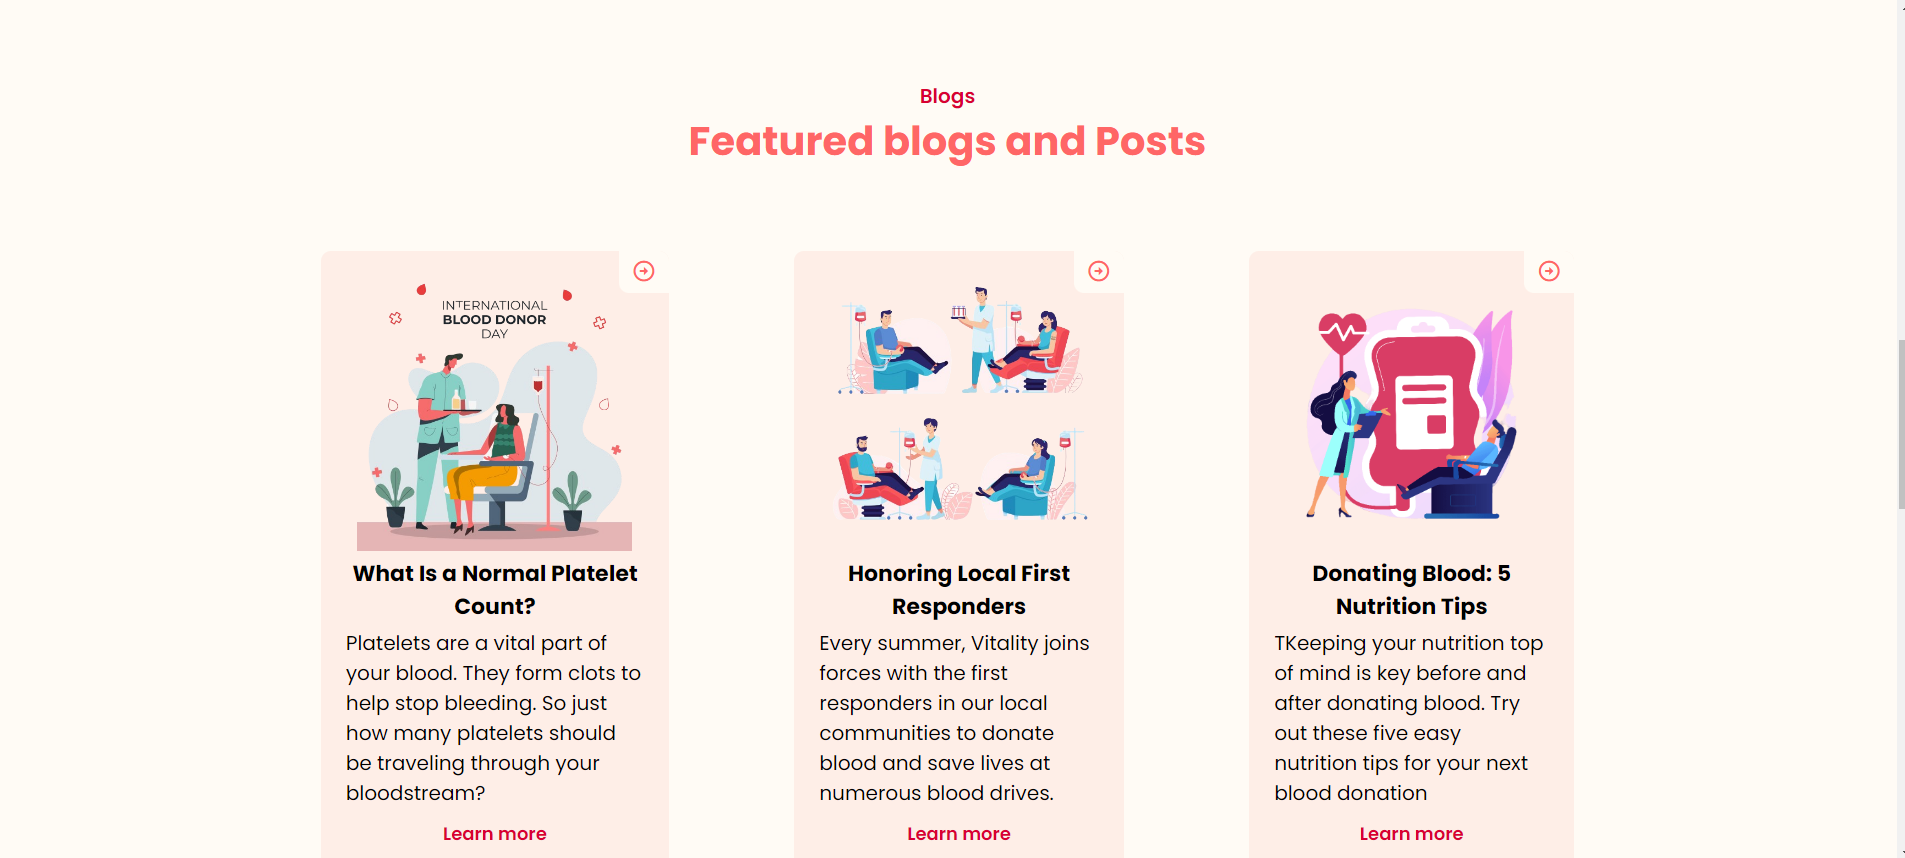 Blogs
Featured blogs and Posts
INTERNATIONAL
BLOOD DONOR
DAY
What Is a Normal Platelet
Count?
Platelets are a vital part of
your blood. They form clots to
help stop bleeding. So just
how many platelets should
be traveling through your
bloodstream?
Learn more
Honoring Local First
Responders
Every summer, Vitality joins
forces with the first
responders in our local
communities to donate
blood and save lives at
numerous blood drives.
Learn more
Donating Blood: 5
Nutrition Tips
TKeeping your nutrition top
of mind is key before and
after donating blood. Try
out these five easy
nutrition tips for your next
blood donation
Learn more